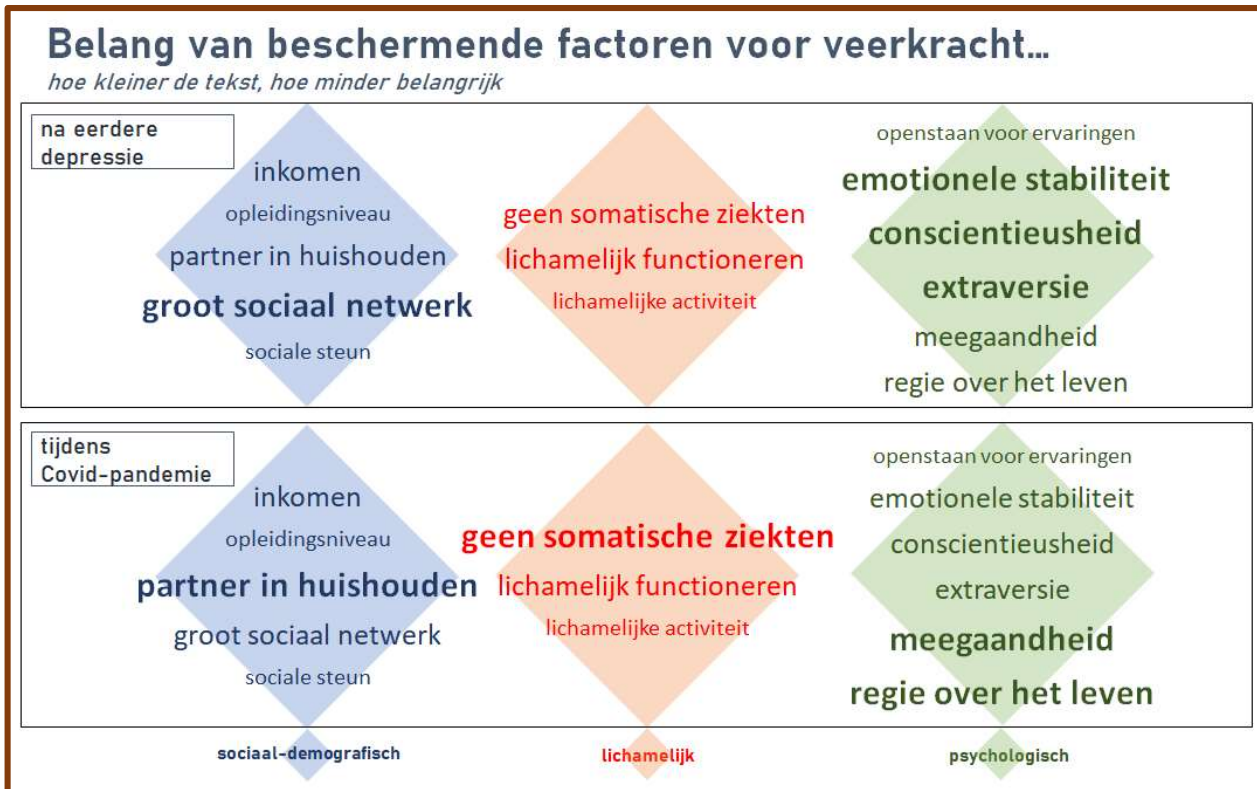 Belang van beschermende factoren voor veerkracht...
hoe kleiner de tekst, hoe minder belangrijk
na eerdere
depressie
inkomen
opleidingsniveau
partner in huishouden
groot sociaal netwerk
sociale steun
geen somatische ziekten
lichamelijk functioneren
lichamelijke activiteit
openstaan voor ervaringen
emotionele stabiliteit
conscientieusheid
extraversie
meegaandheid
regie over het leven
tijdens
Covid-pandemie
inkomen
opleidingsniveau
partner in huishouden
groot sociaal netwerk
sociale steun
geen somatische ziekten
lichamelijk functioneren
lichamelijke activiteit
openstaan voor ervaringen
emotionele stabiliteit
conscientieusheid
extraversie
meegaandheid
regie over het leven
sociaal-demografisch
lichamelijk
psychologisch